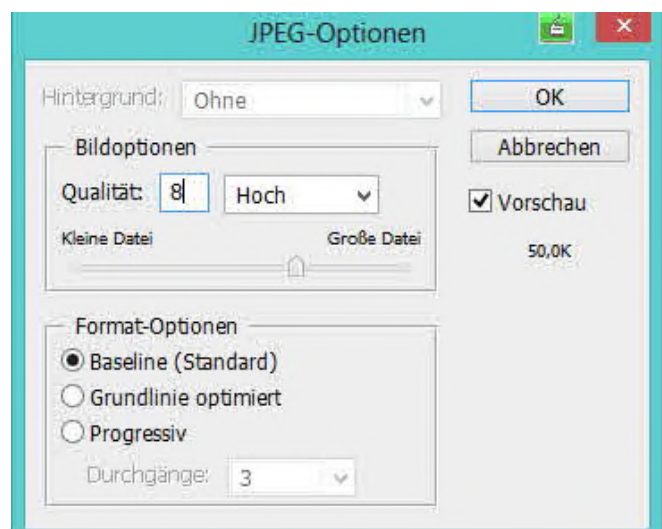 JPEG-Optionen
Hintergrund: Ohne
OK
Bildoptionen
Abbrechen
Qualität: 8 Hoch
Vorschau
Kleine Datei Große Datei
50,0K
Format-Optionen
Baseline (Standard)
Grundlinie optimiert
Progressiv
Durchgänge: 3